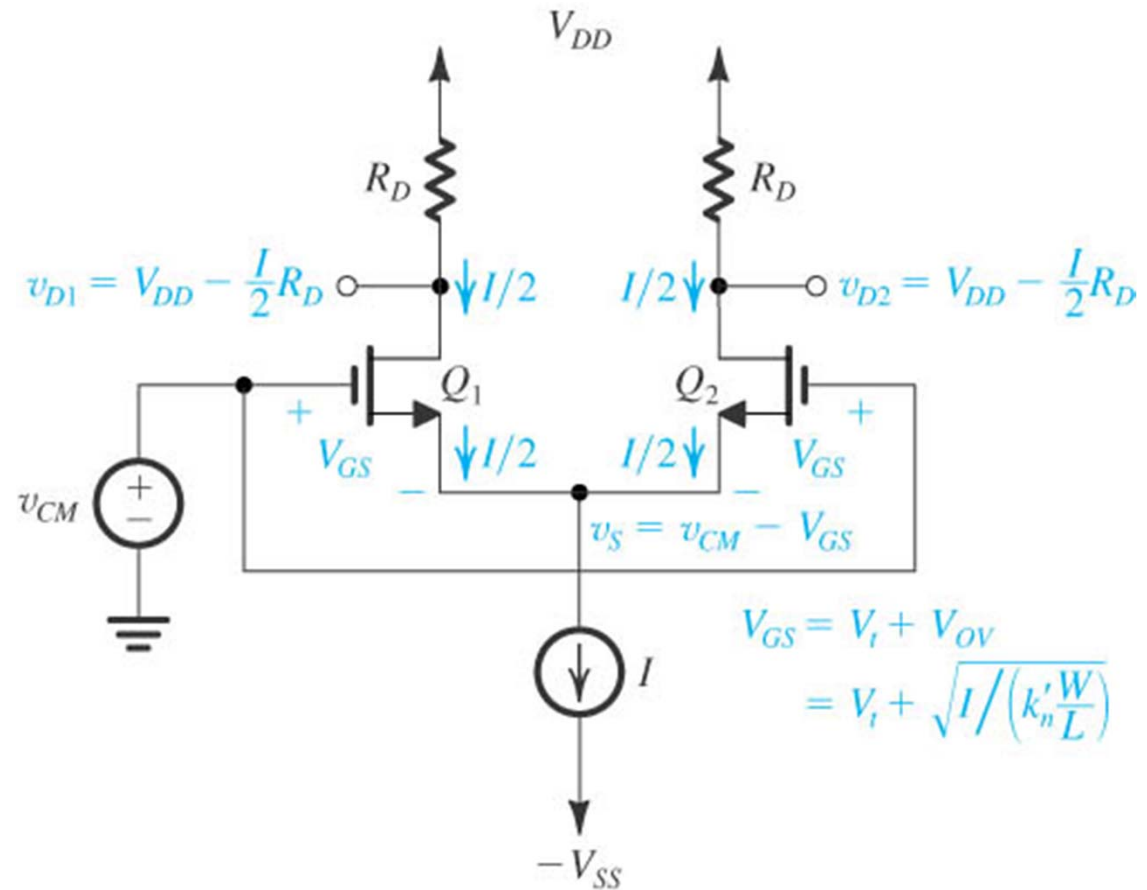 V_DD
R_D R_D
v_D1 = V_DD − I/2 R_D I/2 I/2 v_D2 = V_DD − I/2 R_D
Q_1 Q_2
+ +
V_GS I/2 I/2 V_GS
− −
+
v_CM
−
v_S = v_CM − V_GS
V_GS = V_t + V_OV
I
= V_t + √(I/(k'_n W/L))
−V_SS